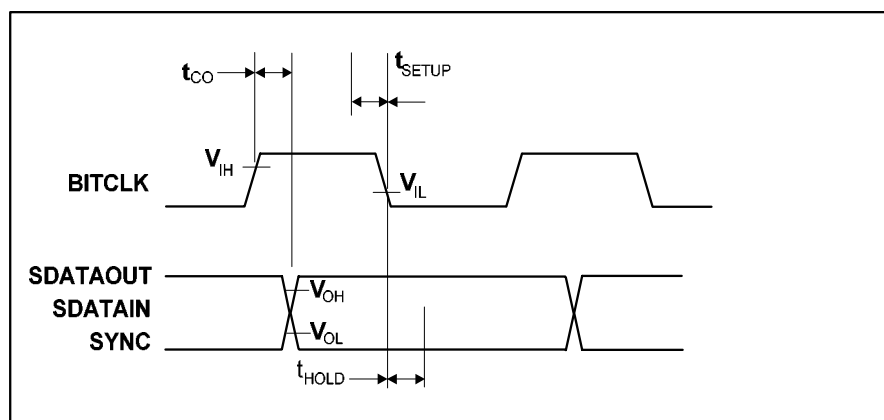 tCO
tSETUP
VIH
BITCLK
VIL
SDATAOUT
VOH
SDATAIN
VOL
SYNC
tHOLD